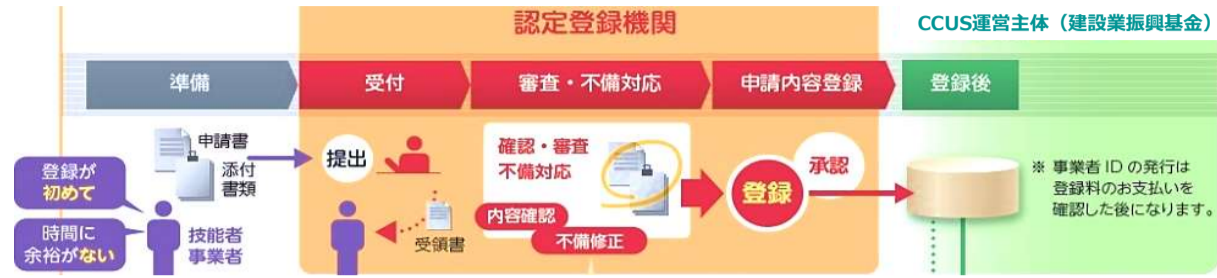 認定登録機関
CCUS運営主体（建設業振興基金）
準備
受付
審査・不備対応
申請内容登録
登録後
申請書
添付
書類
登録が
初めて
時間に
余裕がない
技能者
事業者
提出
受領書
確認・審査
不備対応
内容確認
不備修正
登録
承認
※ 事業者 ID の発行は
登録料のお支払いを
確認した後になります。